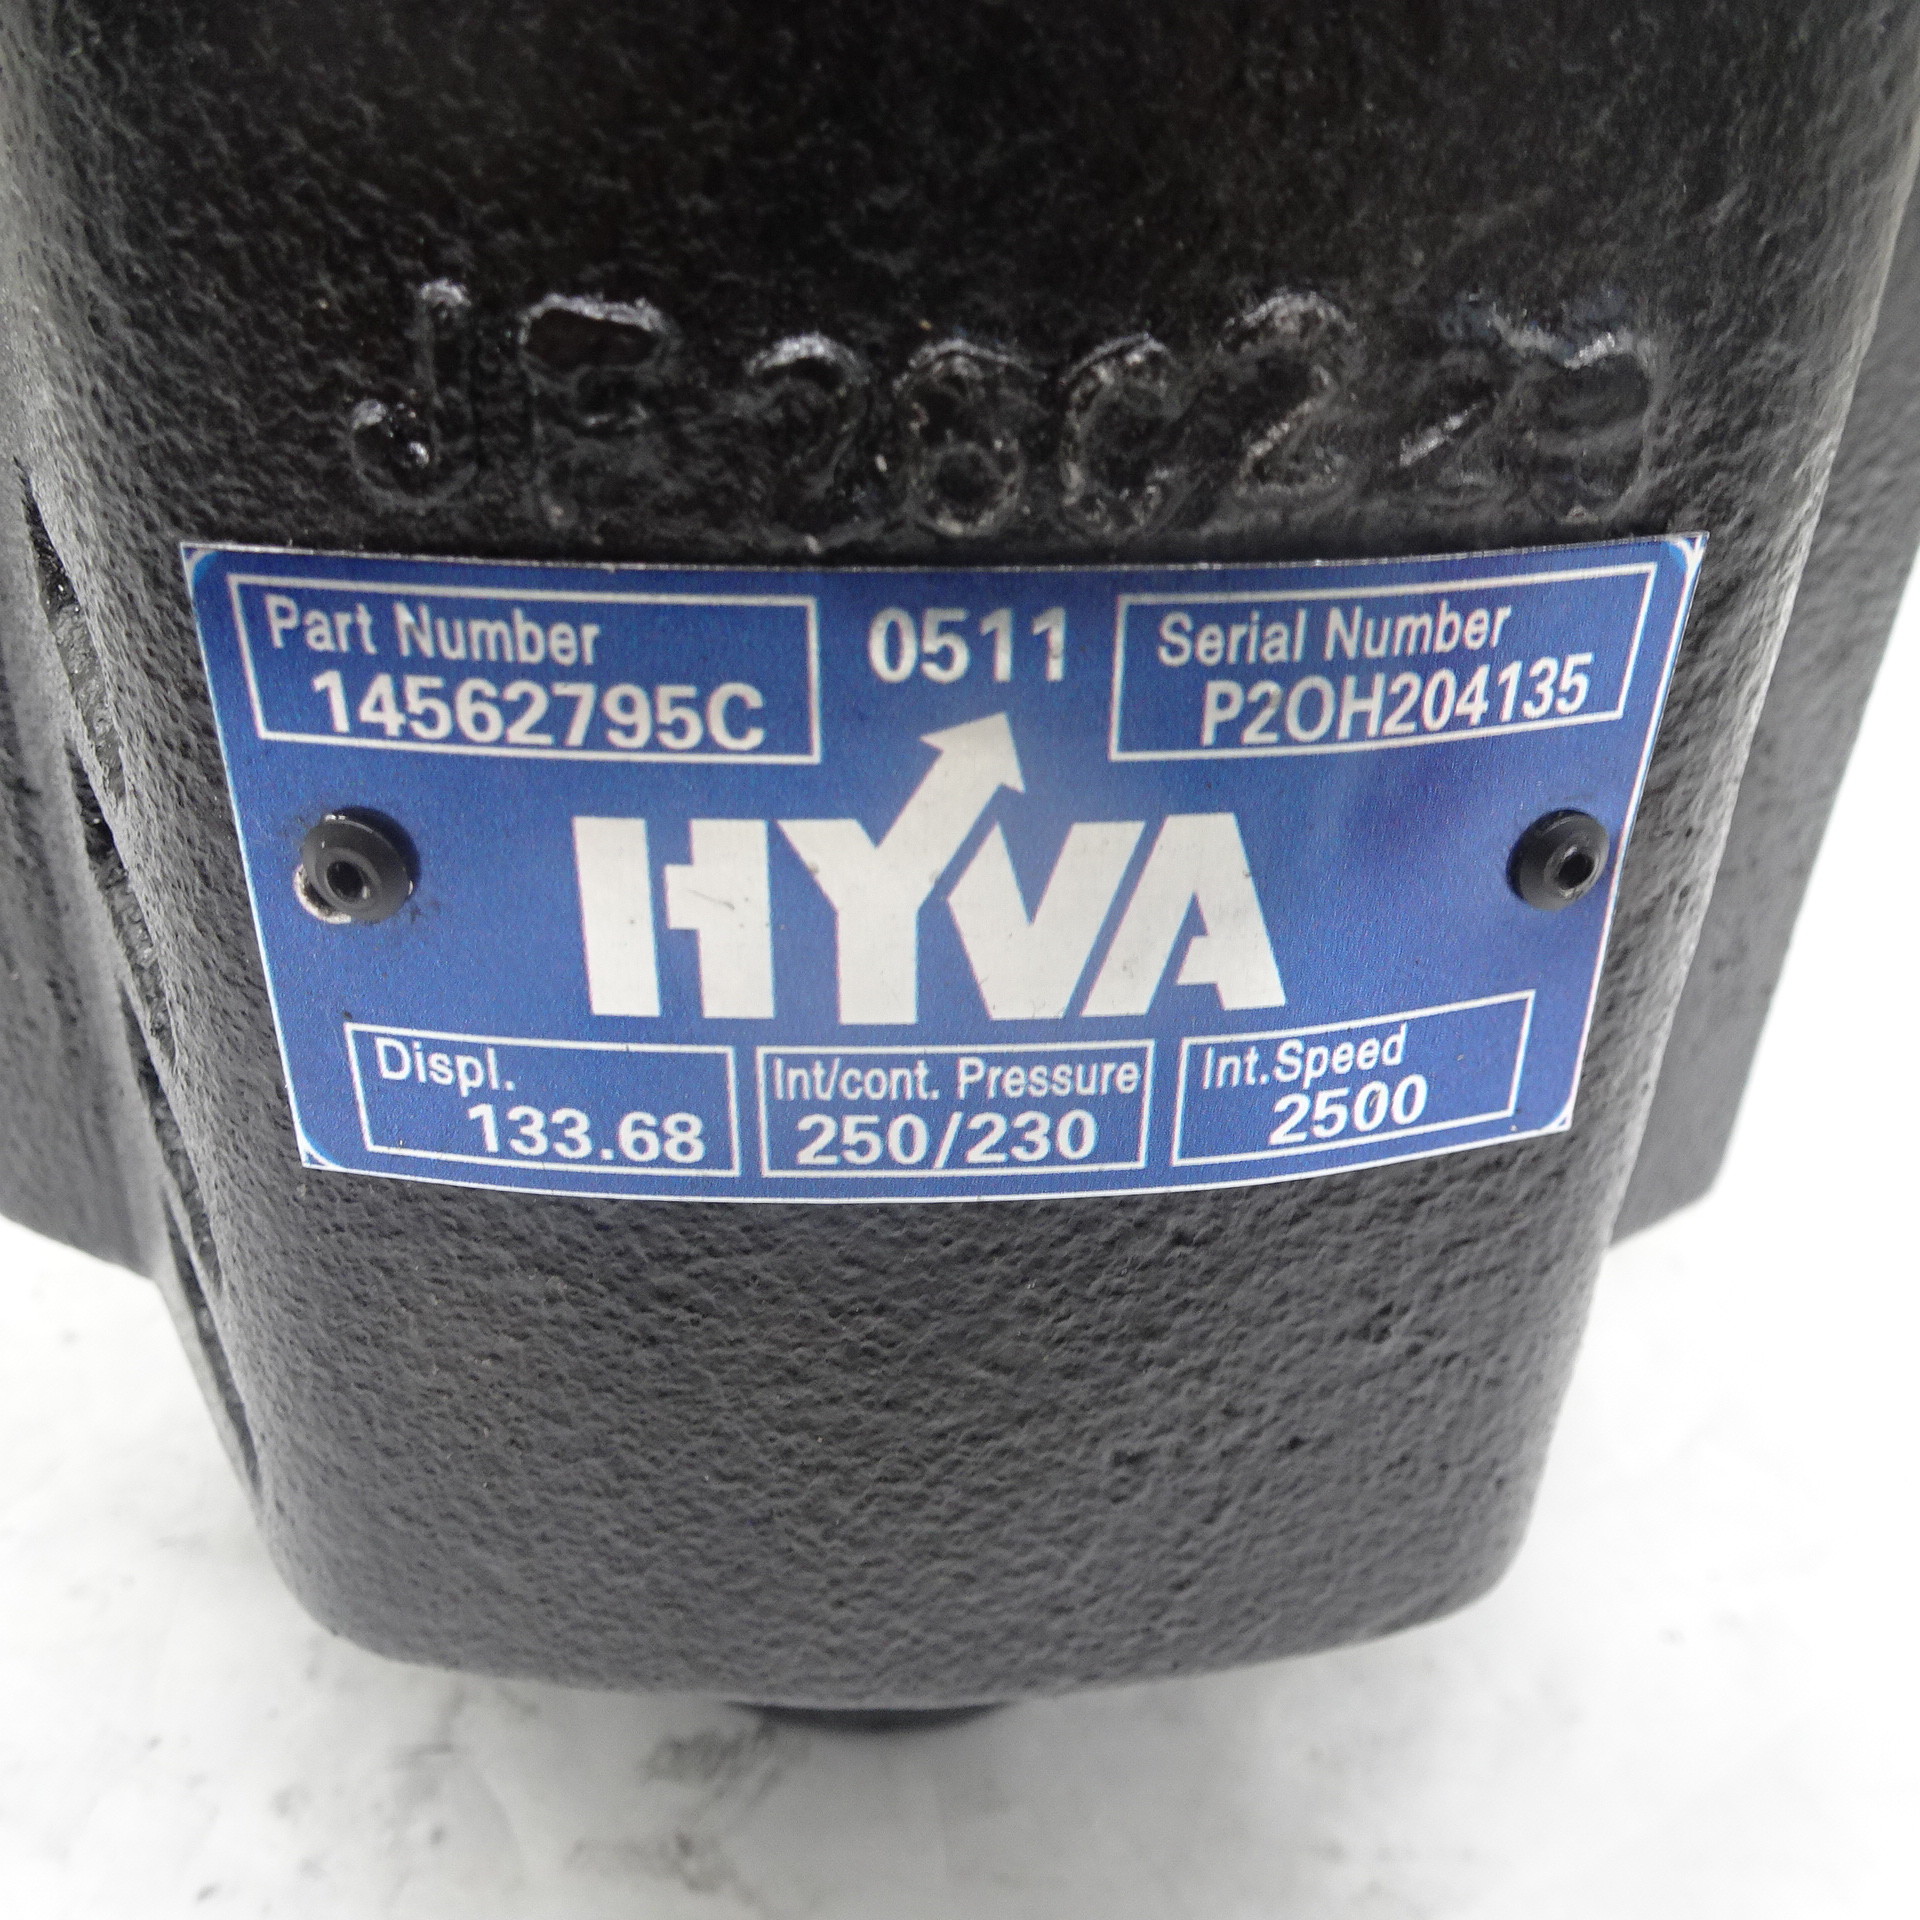 Part Number
14562795C
0511
Serial Number
P2OH204135
HYVA
Displ.
133.68
Int/cont. Pressure
250/230
Int.Speed
2500